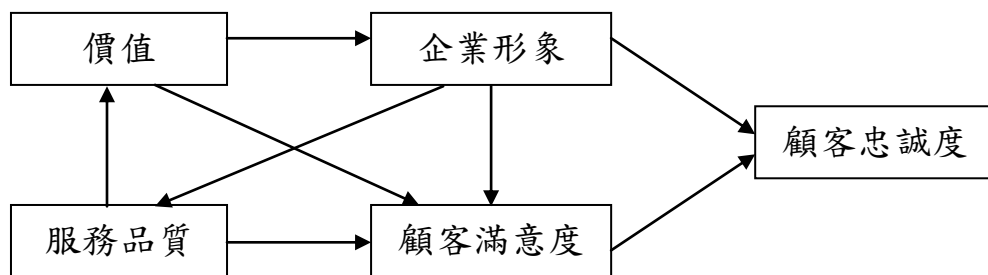 價值
企業形象
顧客忠誠度
服務品質
顧客滿意度